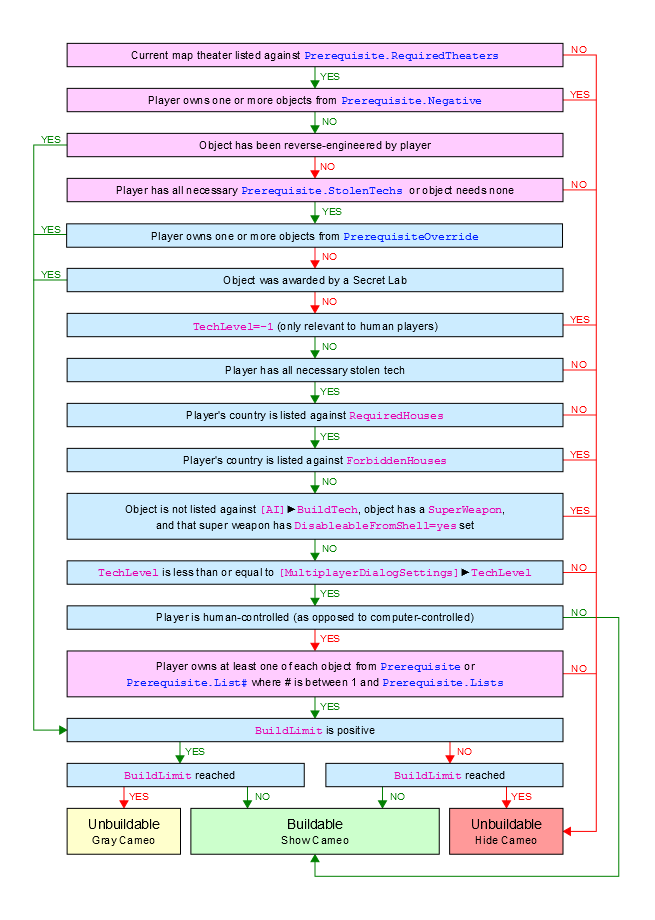 Current map theater listed against Prerequisite.RequiredTheaters
NO
YES
Player owns one or more objects from Prerequisite.Negative
YES
NO
YES
Object has been reverse-engineered by player
NO
Player has all necessary Prerequisite.StolenTechs or object needs none
NO
YES
YES
Player owns one or more objects from PrerequisiteOverride
NO
YES
Object was awarded by a Secret Lab
NO
TechLevel=-1 (only relevant to human players)
YES
NO
Player has all necessary stolen tech
NO
YES
Player's country is listed against RequiredHouses
NO
YES
Player's country is listed against ForbiddenHouses
YES
NO
Object is not listed against [AI]►BuildTech, object has a SuperWeapon,
and that super weapon has DisableableFromShell=yes set
YES
NO
TechLevel is less than or equal to [MultiplayerDialogSettings]►TechLevel
NO
YES
Player is human-controlled (as opposed to computer-controlled)
NO
YES
Player owns at least one of each object from Prerequisite or
Prerequisite.List# where # is between 1 and Prerequisite.Lists
NO
YES
BuildLimit is positive
YES
NO
BuildLimit reached
BuildLimit reached
YES
NO
NO
YES
Unbuildable
Gray Cameo
Buildable
Show Cameo
Unbuildable
Hide Cameo